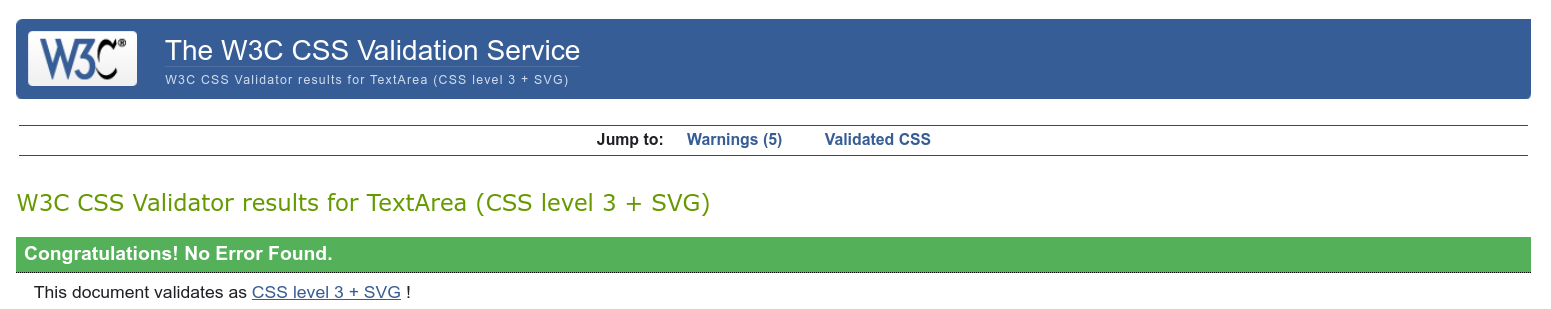 W3C®
The W3C CSS Validation Service
W3C CSS Validator results for TextArea (CSS level 3 + SVG)
Jump to: Warnings (5) Validated CSS
W3C CSS Validator results for TextArea (CSS level 3 + SVG)
Congratulations! No Error Found.
This document validates as CSS level 3 + SVG !